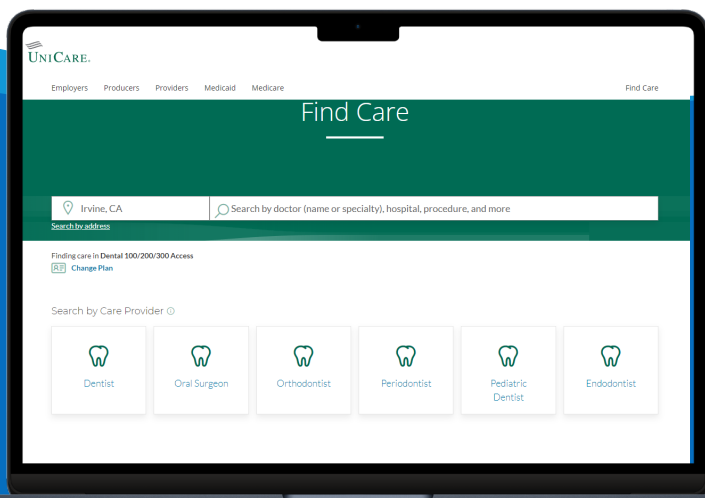 UNICARE®
Employers Producers Providers Medicaid Medicare Find Care
Find Care
Irvine, CA Search by doctor (name or specialty), hospital, procedure, and more
Search by address
Finding care in Dental 100/200/300 Access
Change Plan
Search by Care Provider
Dentist Oral Surgeon Orthodontist Periodontist Pediatric Endodontist
Dentist